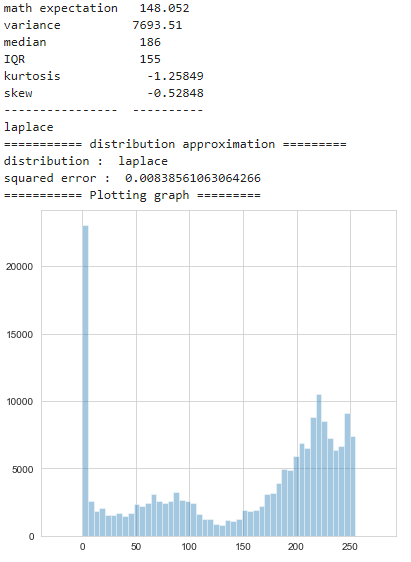 math expectation 148.052
variance 7693.51
median 186
IQR 155
kurtosis -1.25849
skew -0.52848
--------------- ----------
laplace
=========== distribution approximation =========
distribution : laplace
squared error : 0.00838561063064266
=========== Plotting graph =========
20000
15000
10000
5000
0
0 50 100 150 200 250